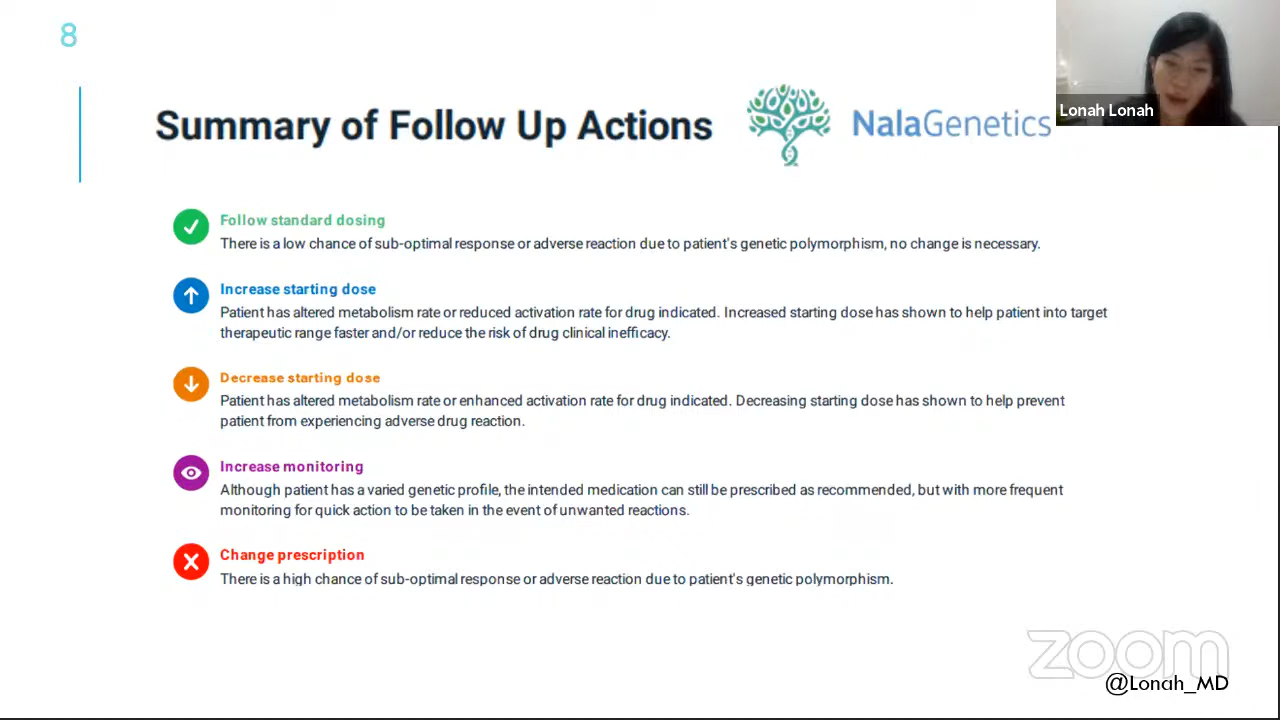 8
Lonah Lonah
Summary of Follow Up Actions
NalaGenetics
Follow standard dosing
There is a low chance of sub-optimal response or adverse reaction due to patient's genetic polymorphism, no change is necessary.
Increase starting dose
Patient has altered metabolism rate or reduced activation rate for drug indicated. Increased starting dose has shown to help patient into target
therapeutic range faster and/or reduce the risk of drug clinical inefficacy.
Decrease starting dose
Patient has altered metabolism rate or enhanced activation rate for drug indicated. Decreasing starting dose has shown to help prevent
patient from experiencing adverse drug reaction.
Increase monitoring
Although patient has a varied genetic profile, the intended medication can still be prescribed as recommended, but with more frequent
monitoring for quick action to be taken in the event of unwanted reactions.
Change prescription
There is a high chance of sub-optimal response or adverse reaction due to patient's genetic polymorphism.
zoom
@Lonah_MD